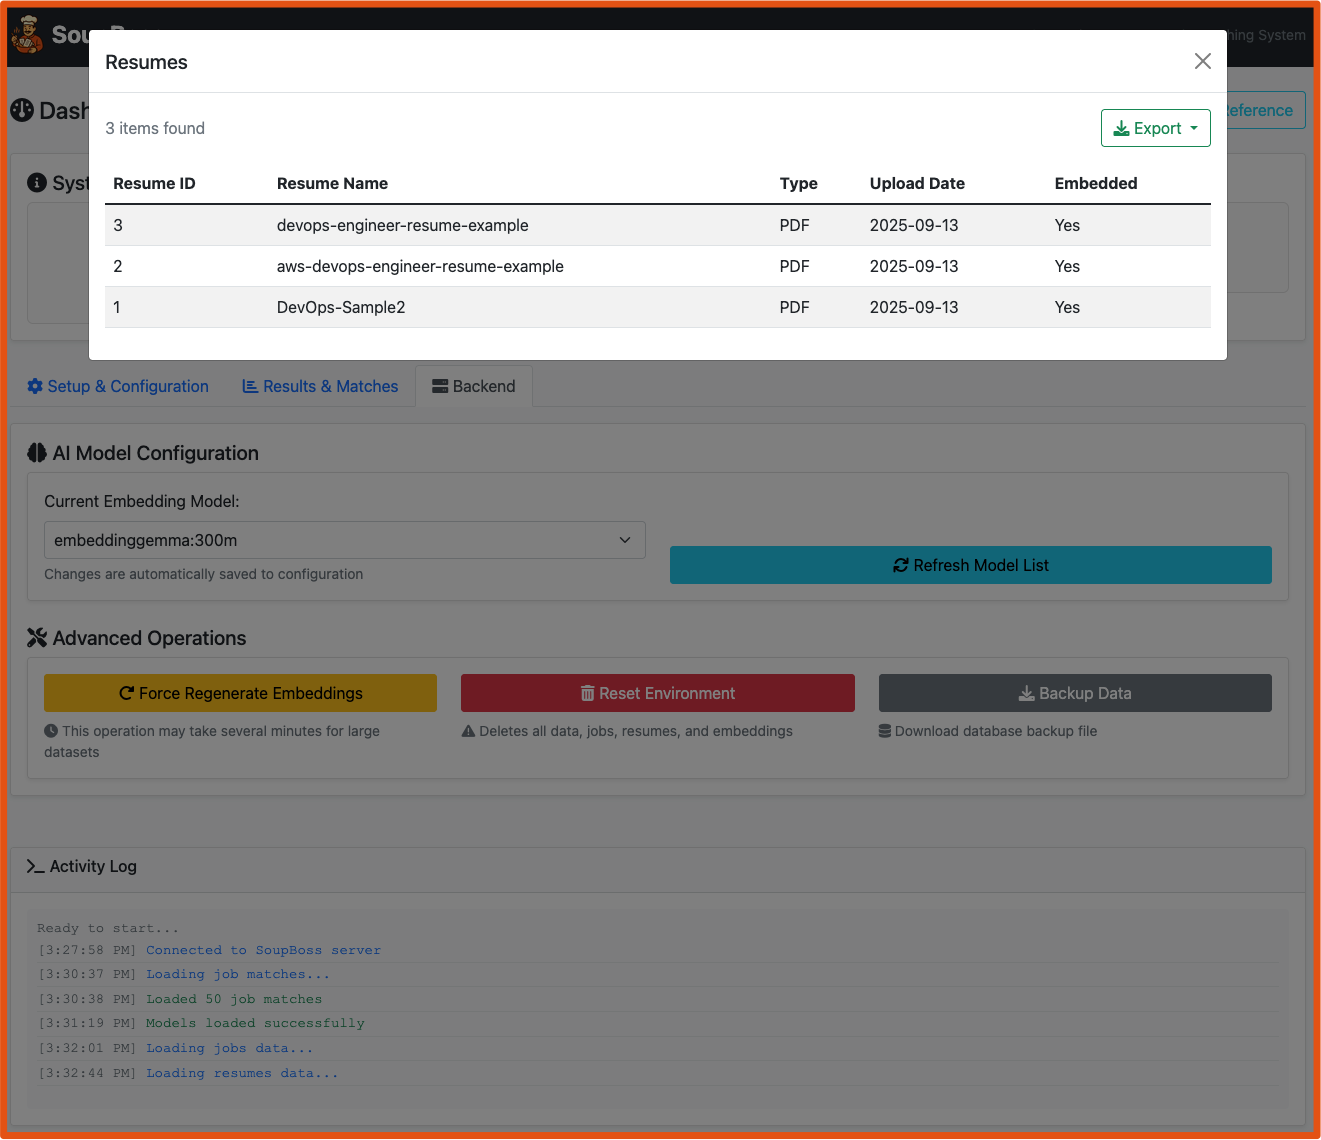 Resumes
3 items found
Export
Resume ID Resume Name Type Upload Date Embedded
3 devops-engineer-resume-example PDF 2025-09-13 Yes
2 aws-devops-engineer-resume-example PDF 2025-09-13 Yes
1 DevOps-Sample2 PDF 2025-09-13 Yes
Setup & Configuration Results & Matches Backend
AI Model Configuration
Current Embedding Model:
embeddinggemma:300m
Changes are automatically saved to configuration
Refresh Model List
Advanced Operations
Force Regenerate Embeddings
This operation may take several minutes for large
datasets
Reset Environment
Deletes all data, jobs, resumes, and embeddings
Backup Data
Download database backup file
Activity Log
Ready to start...
[3:27:58 PM] Connected to SoupBoss server
[3:30:37 PM] Loading job matches...
[3:30:38 PM] Loaded 50 job matches
[3:31:19 PM] Models loaded successfully
[3:32:01 PM] Loading jobs data...
[3:32:44 PM] Loading resumes data...